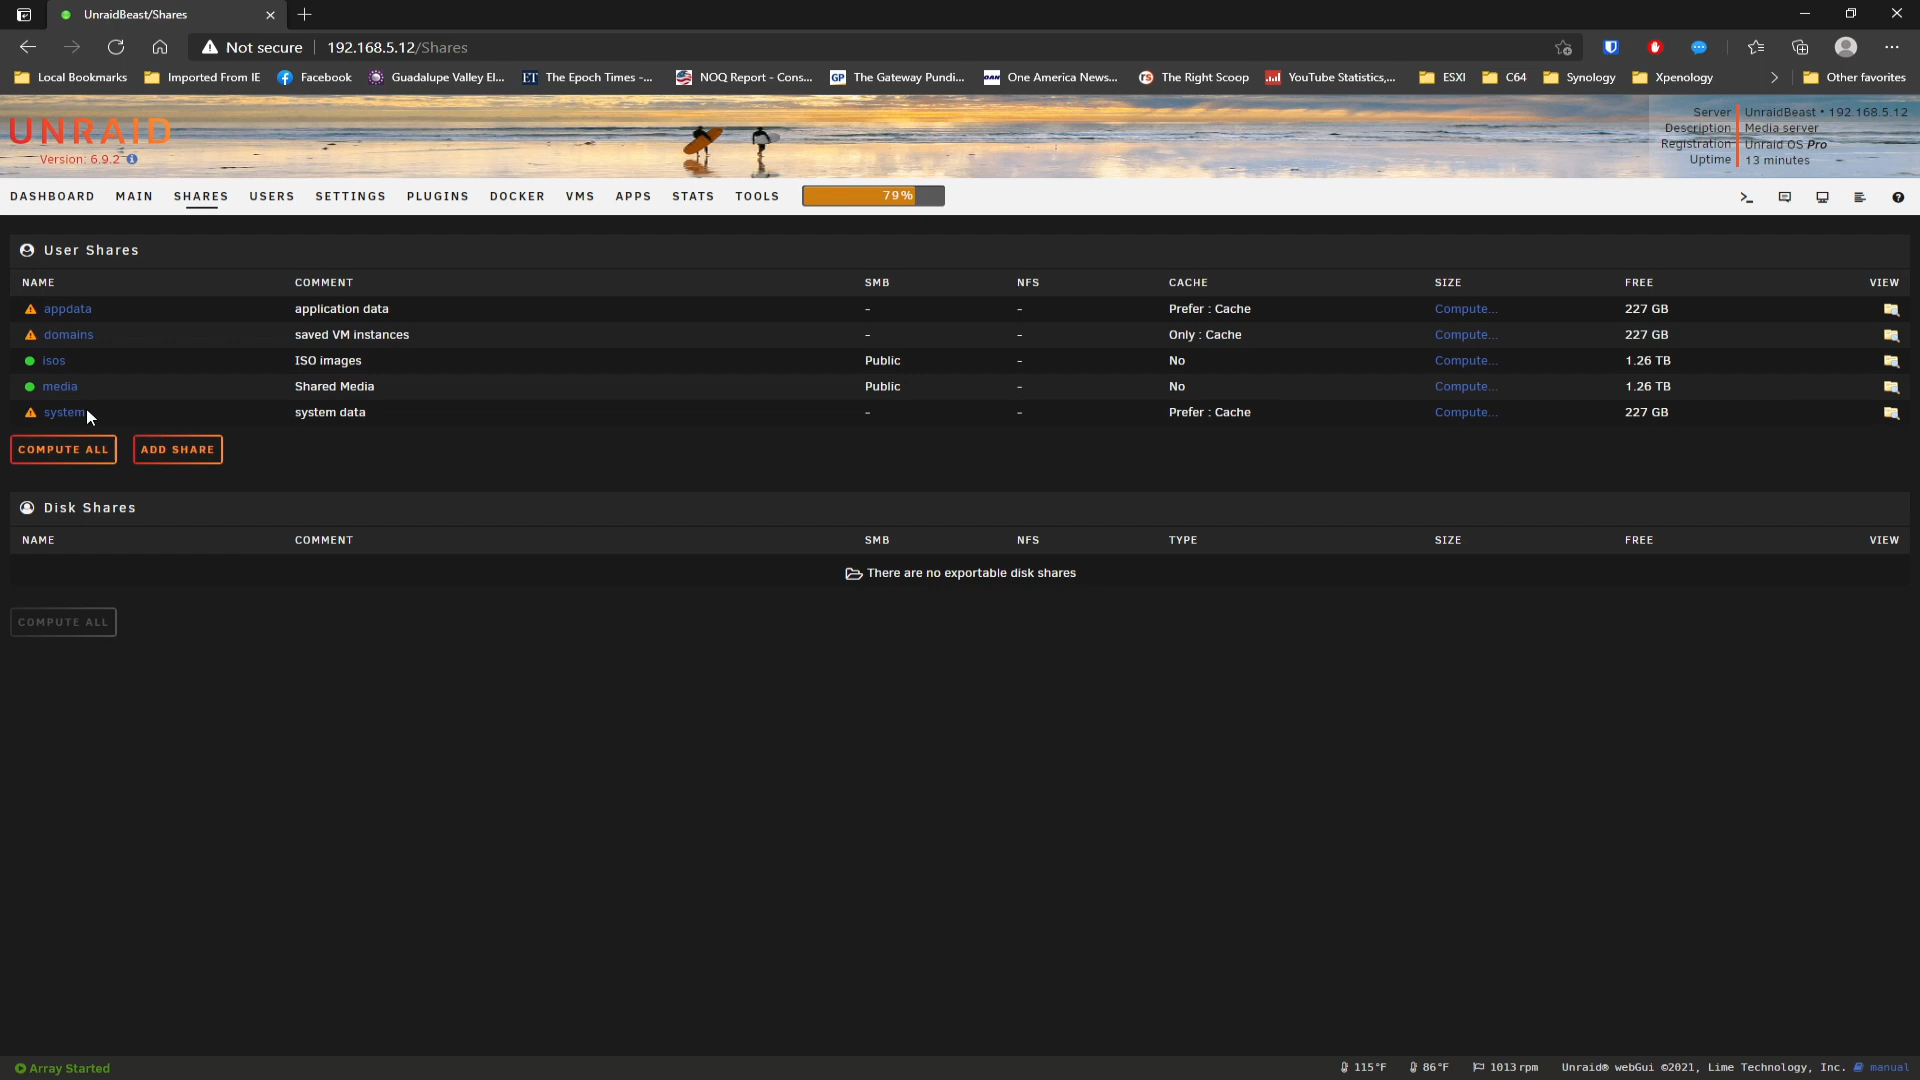 UnraidBeast/Shares
Not secure 192.168.5.12/Shares
Local Bookmarks Imported From IE Facebook Guadalupe Valley El... ET The Epoch Times -... NOQ Report - Cons... GP The Gateway Pundi... OAN One America News... The Right Scoop YouTube Statistics,... ESXI C64 Synology Xpenology Other favorites
UNRAID
Version: 6.9.2
Server UnraidBeast • 192.168.5.12
Description Media server
Registration Unraid OS Pro
Uptime 13 minutes
DASHBOARD MAIN SHARES USERS SETTINGS PLUGINS DOCKER VMS APPS STATS TOOLS 79%
User Shares
NAME COMMENT SMB NFS CACHE SIZE FREE VIEW
appdata application data - - Prefer : Cache Compute... 227 GB
domains saved VM instances - - Only : Cache Compute... 227 GB
isos ISO images Public - No Compute... 1.26 TB
media Shared Media Public - No Compute... 1.26 TB
system system data - - Prefer : Cache Compute... 227 GB
COMPUTE ALL ADD SHARE
Disk Shares
NAME COMMENT SMB NFS TYPE SIZE FREE VIEW
There are no exportable disk shares
COMPUTE ALL
Array Started 115°F 86°F 1013 rpm Unraid® webGui ©2021, Lime Technology, Inc. manual